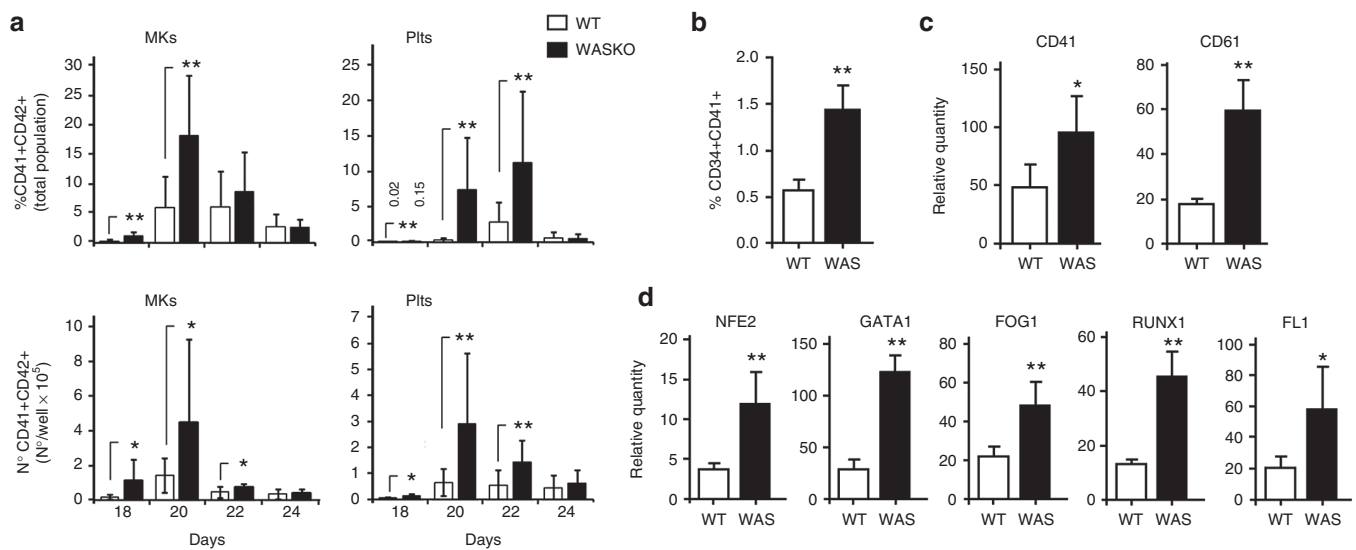 a
MKs
Plts
WT
WASKO
%CD41+CD42+
(total population)
30
25
20
15
10
5
0
**
**
25
20
15
10
5
0
0.02
0.15
**
**
**
MKs
Plts
N° CD41+CD42+
(N°/well × 10⁵)
10
8
6
4
2
0
*
*
*
18
20
22
24
Days
7
6
5
4
3
2
1
0
*
**
**
18
20
22
24
Days
b
% CD34+CD41+
2.0
1.5
1.0
0.5
0.0
**
WT
WAS
c
CD41
Relative quantity
150
100
50
0
*
WT
WAS
CD61
80
60
40
20
0
**
WT
WAS
d
NFE2
Relative quantity
20
15
10
5
0
**
WT
WAS
GATA1
150
100
50
0
**
WT
WAS
FOG1
100
80
60
40
20
0
**
WT
WAS
RUNX1
60
40
20
0
**
WT
WAS
FL1
100
80
60
40
20
0
*
WT
WAS